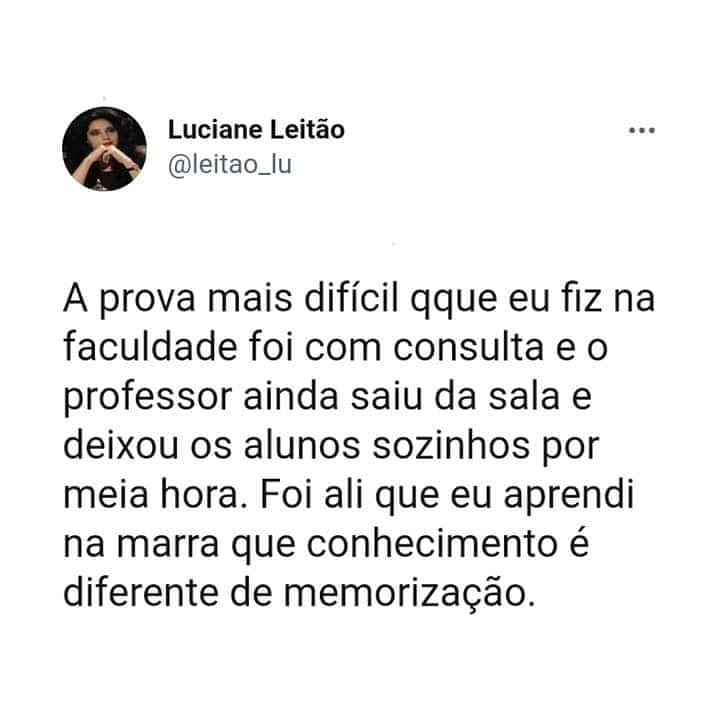 Luciane Leitão
@leitao_lu
A prova mais difícil qque eu fiz na
faculdade foi com consulta e o
professor ainda saiu da sala e
deixou os alunos sozinhos por
meia hora. Foi ali que eu aprendi
na marra que conhecimento é
diferente de memorização.